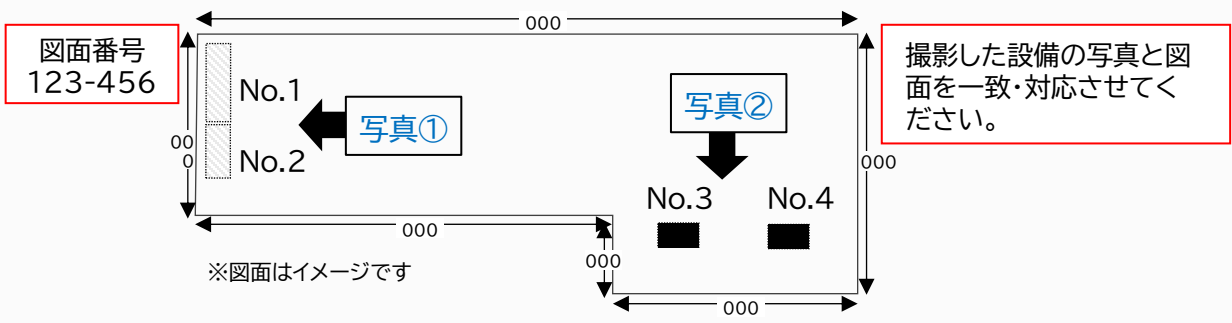 000
図面番号
123-456
撮影した設備の写真と図
面を一致・対応させてく
ださい。
No.1
写真①
写真②
00
0
No.2
000
No.3
No.4
000
000
※図面はイメージです
000